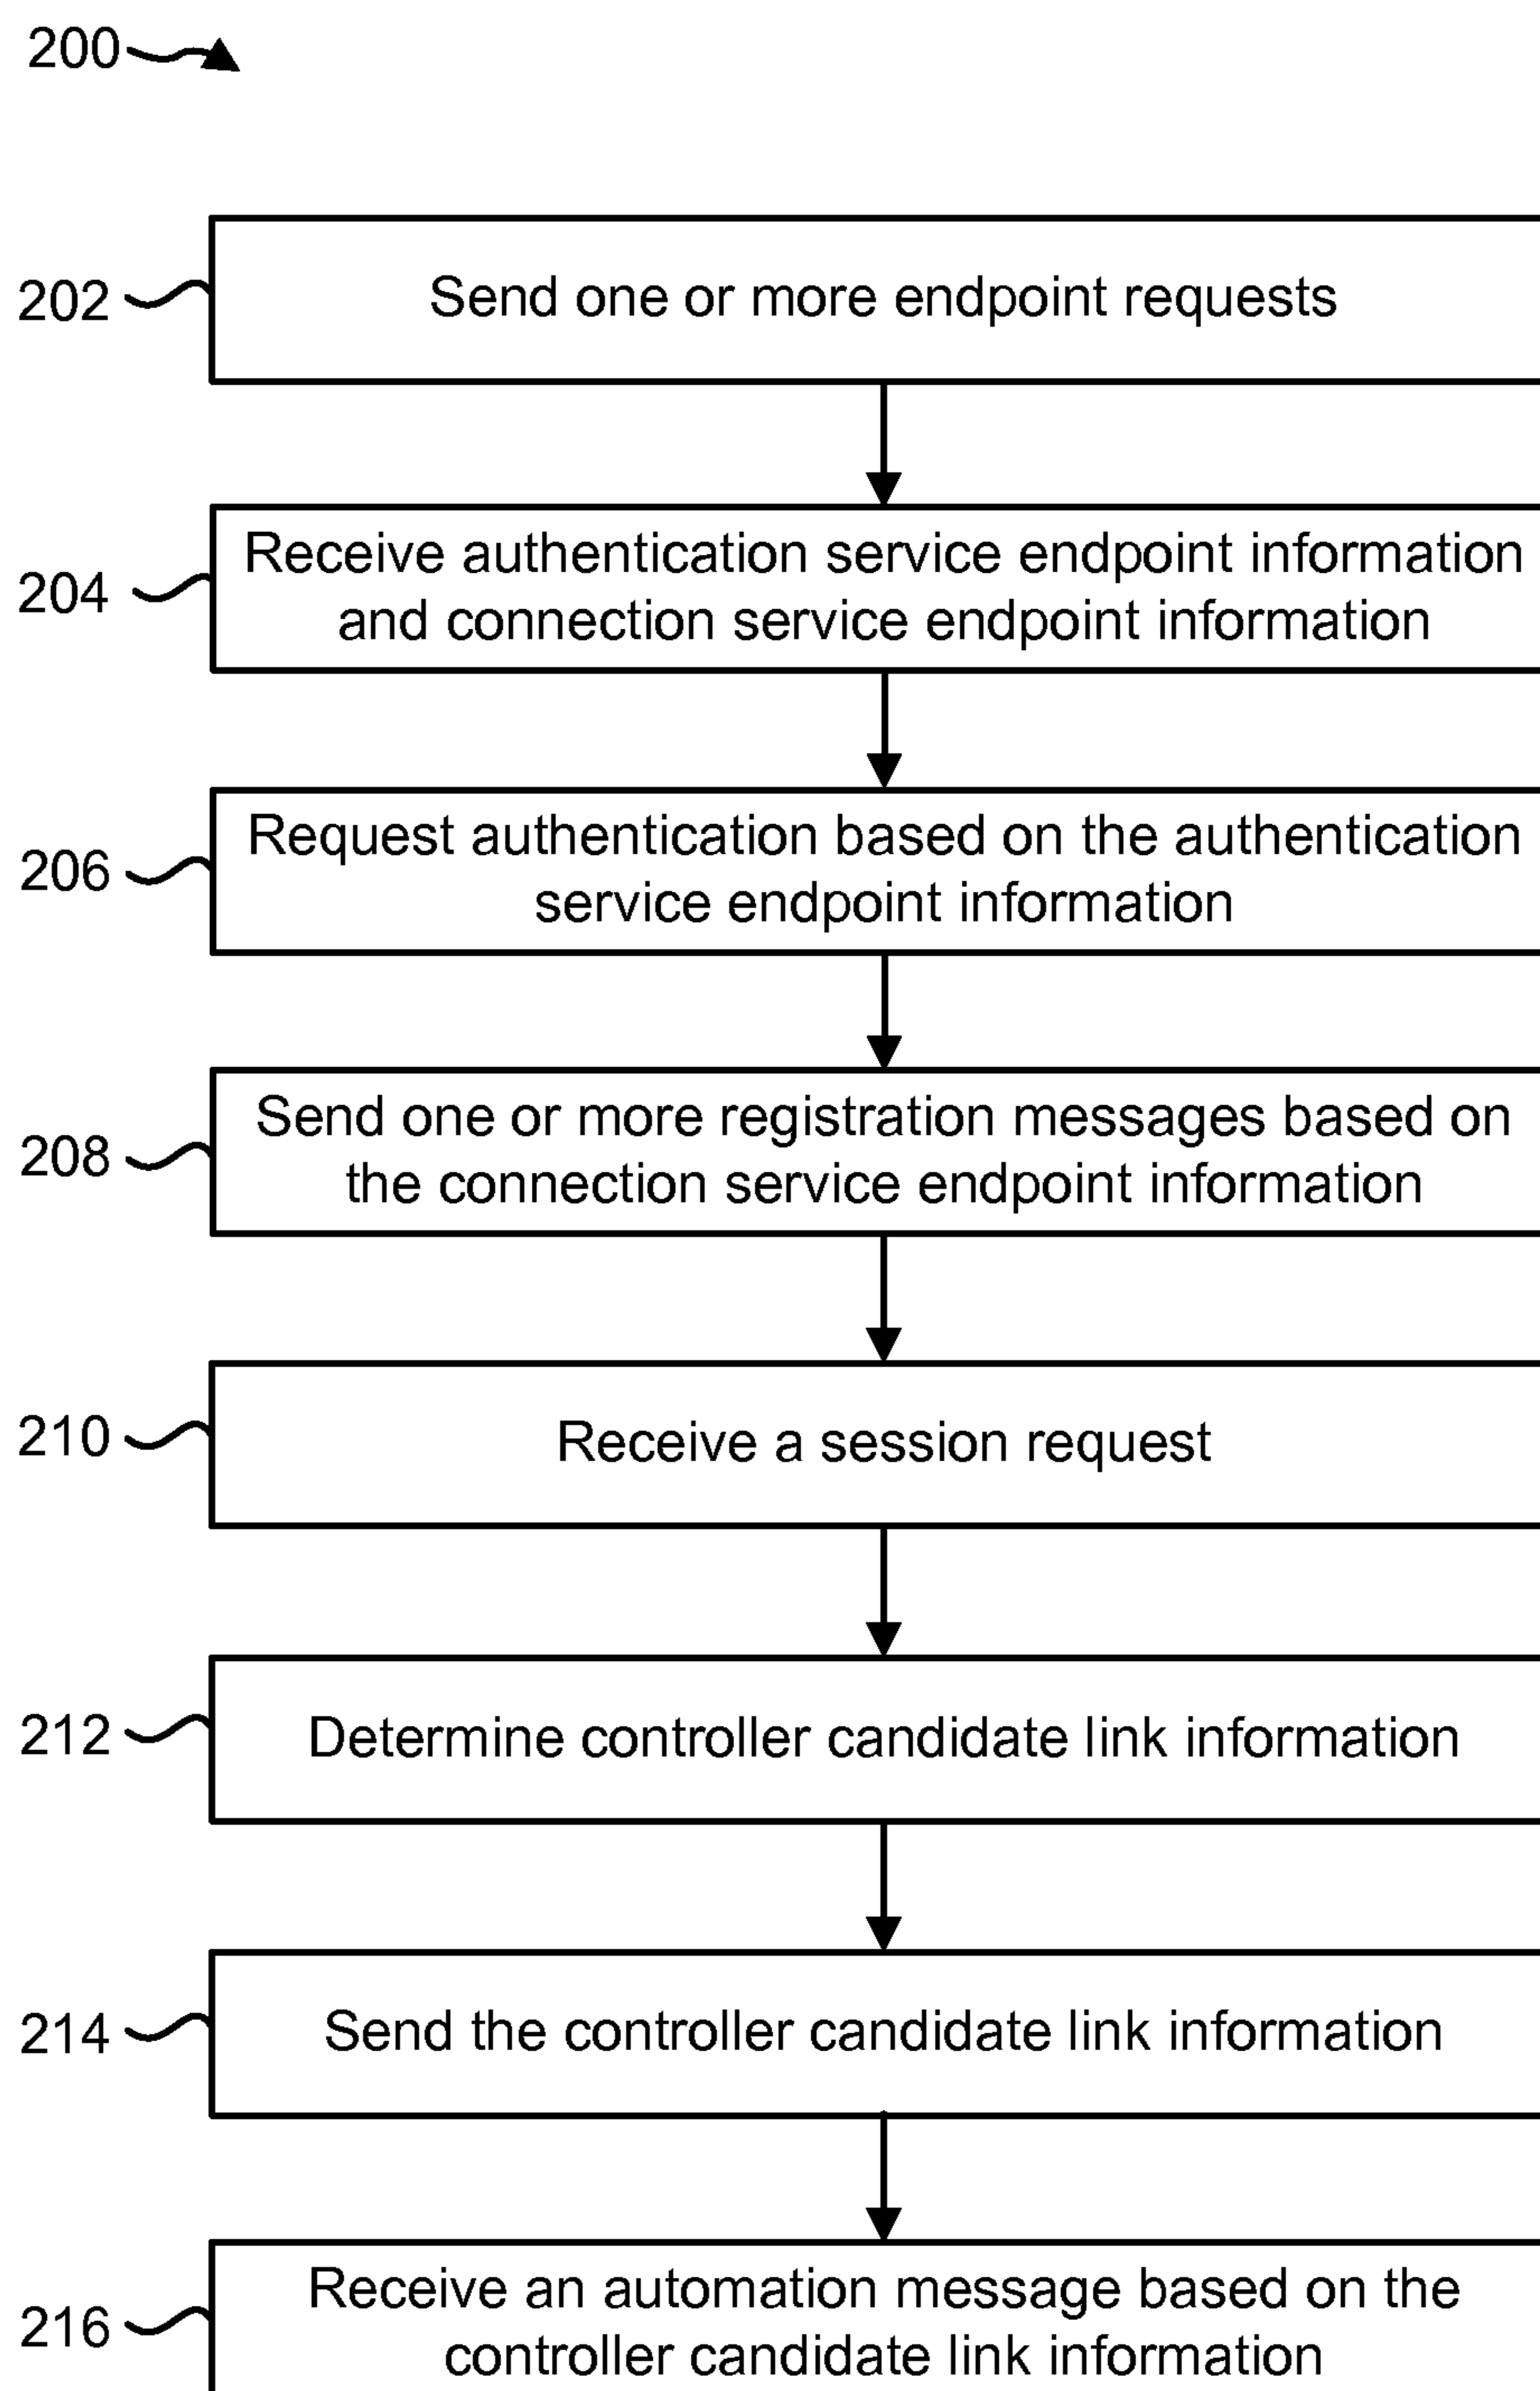 200
202
Send one or more endpoint requests
204
Receive authentication service endpoint information
and connection service endpoint information
206
Request authentication based on the authentication
service endpoint information
208
Send one or more registration messages based on
the connection service endpoint information
210
Receive a session request
212
Determine controller candidate link information
214
Send the controller candidate link information
216
Receive an automation message based on the
controller candidate link information